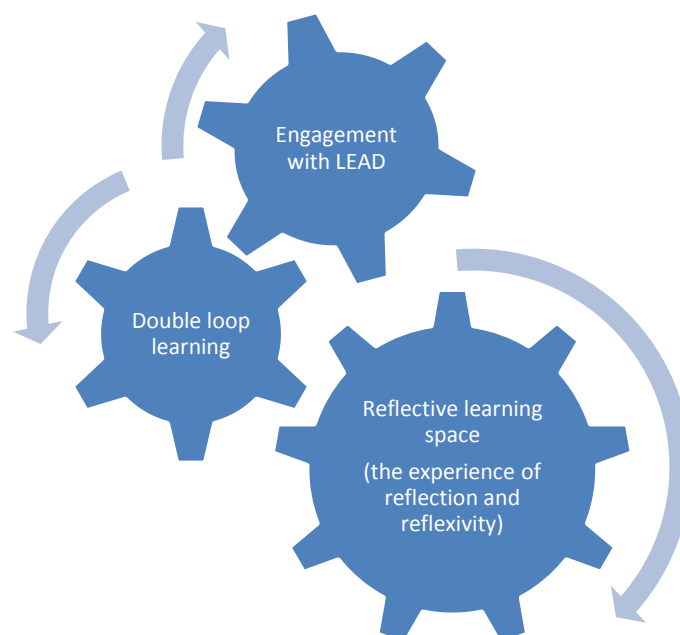 Engagement
with LEAD
Double loop
learning
Reflective learning
space
(the experience of
reflection and
reflexivity)